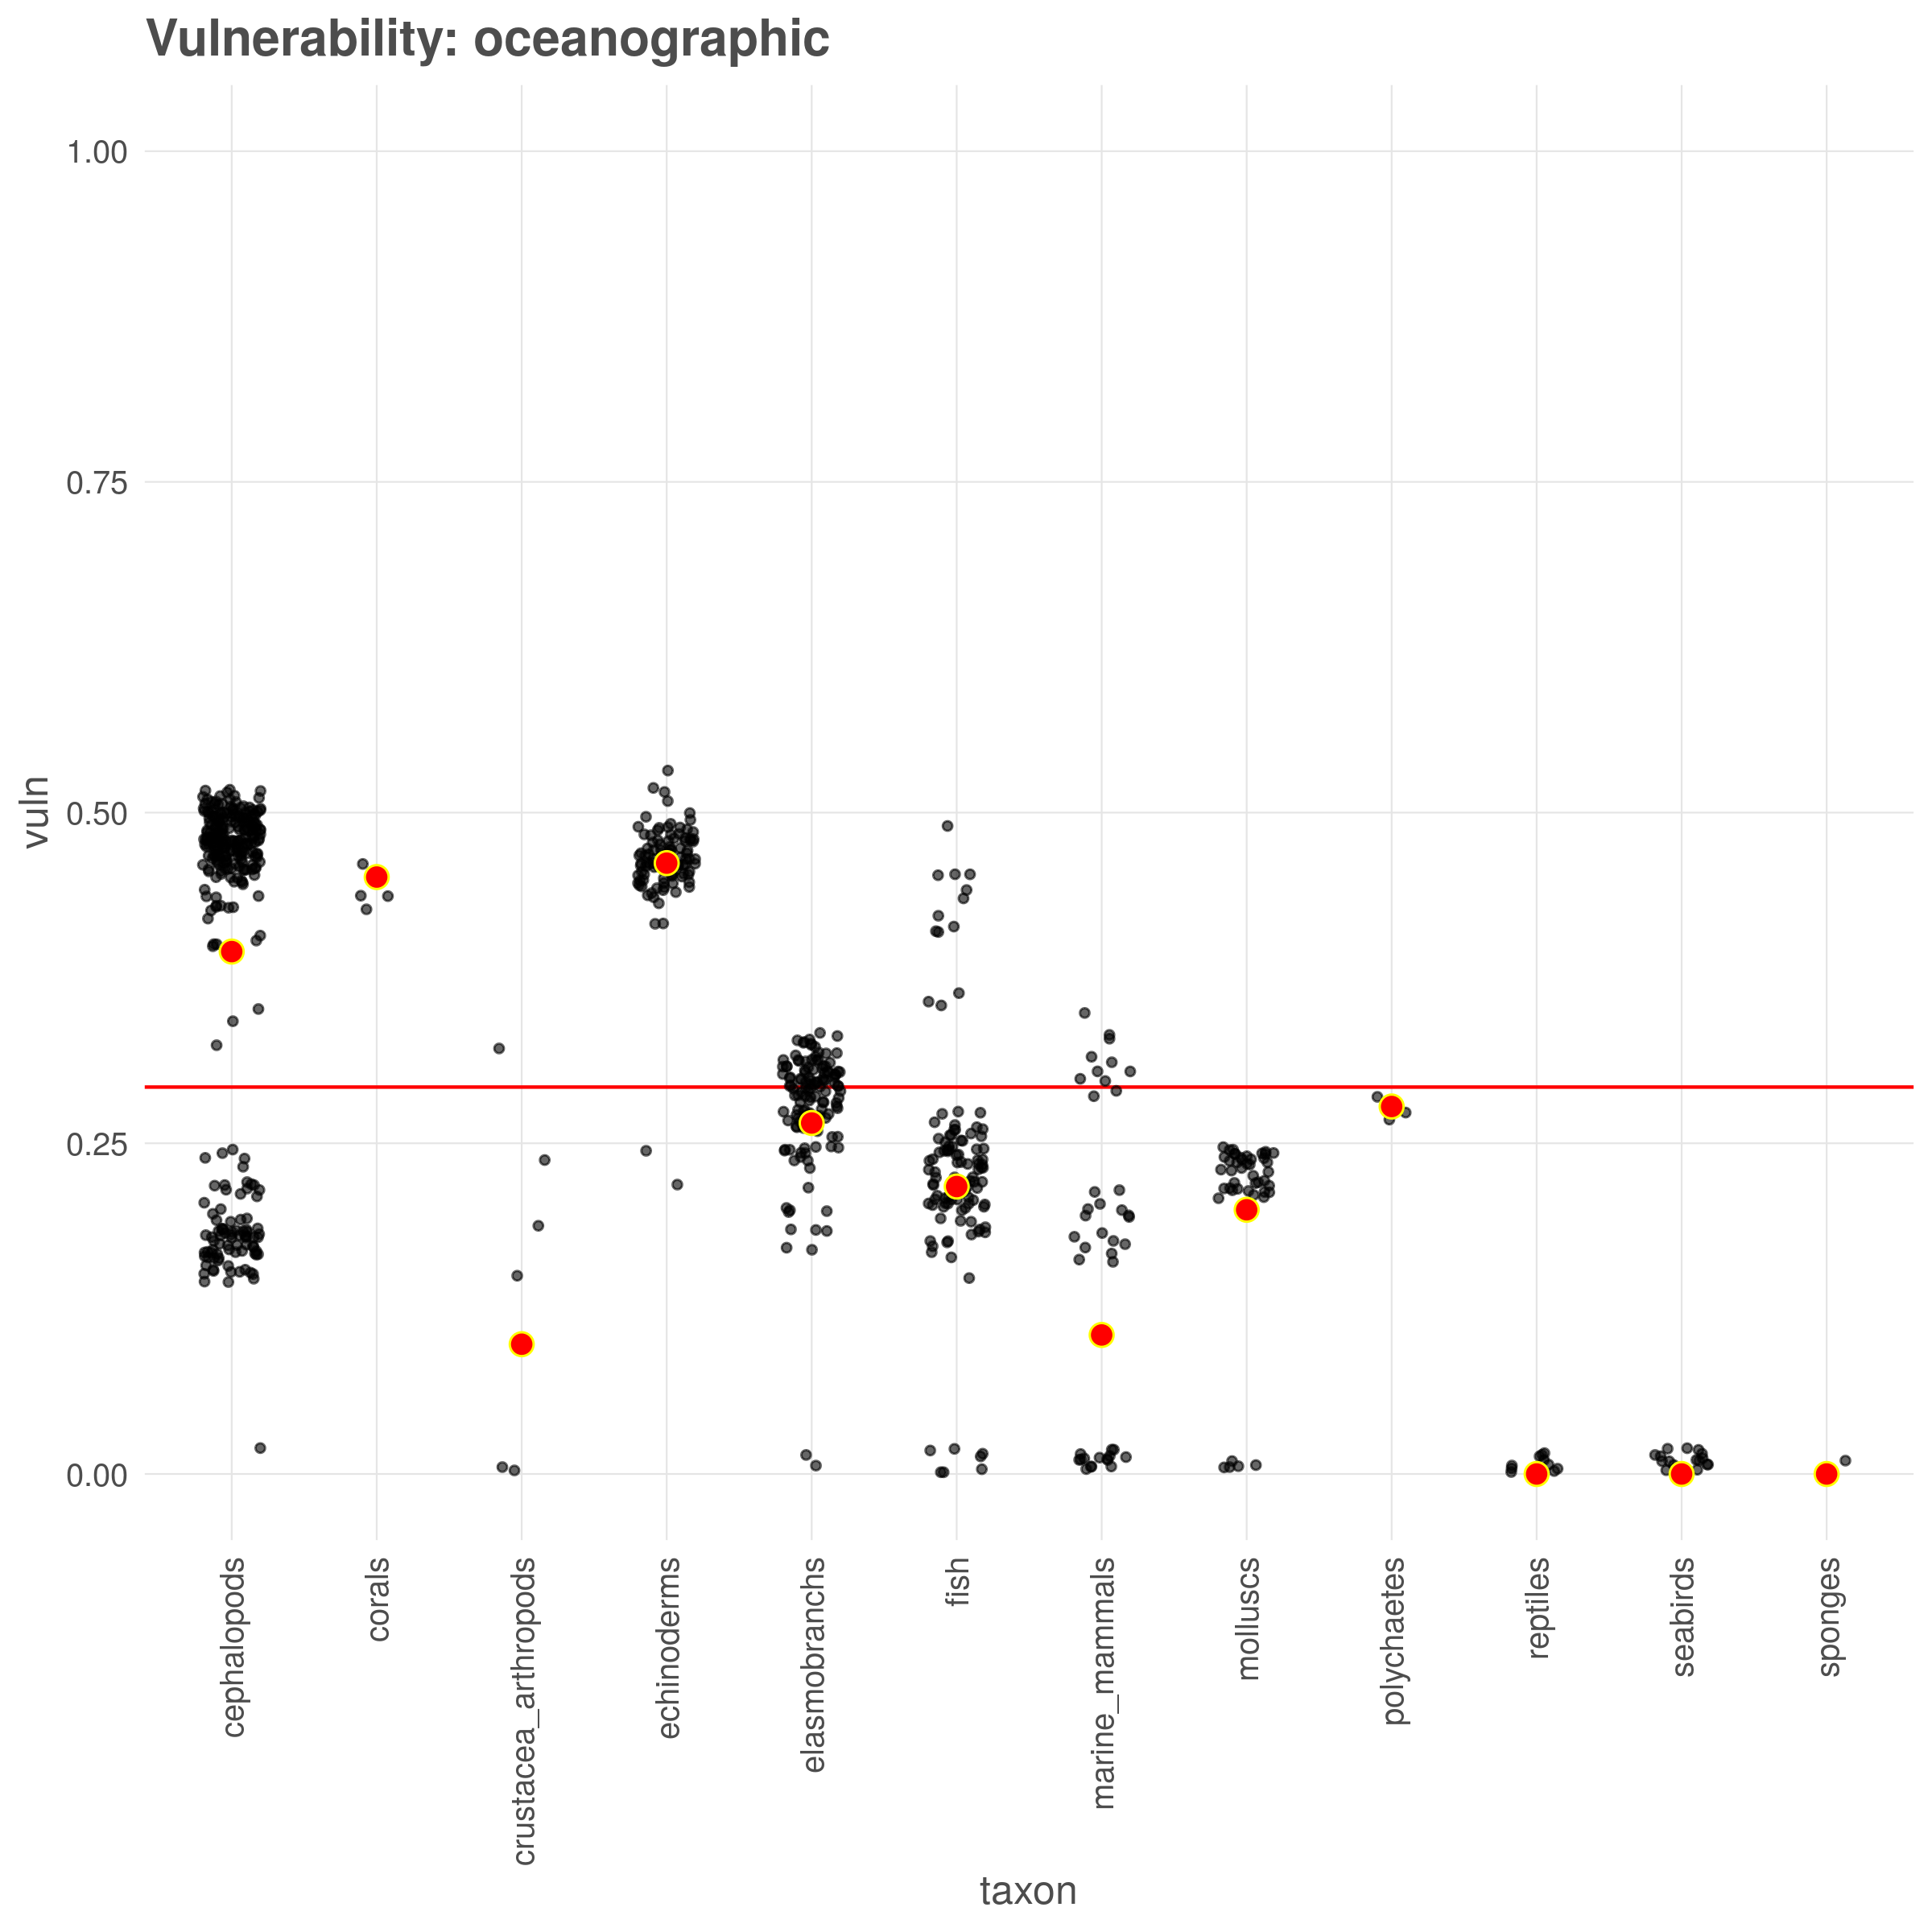 Vulnerability: oceanographic
vuln
1.00
0.75
0.50
0.25
0.00
cephalopods
corals
crustacea_arthropods
echinoderms
elasmobranchs
fish
marine_mammals
molluscs
polychaetes
reptiles
seabirds
sponges
taxon